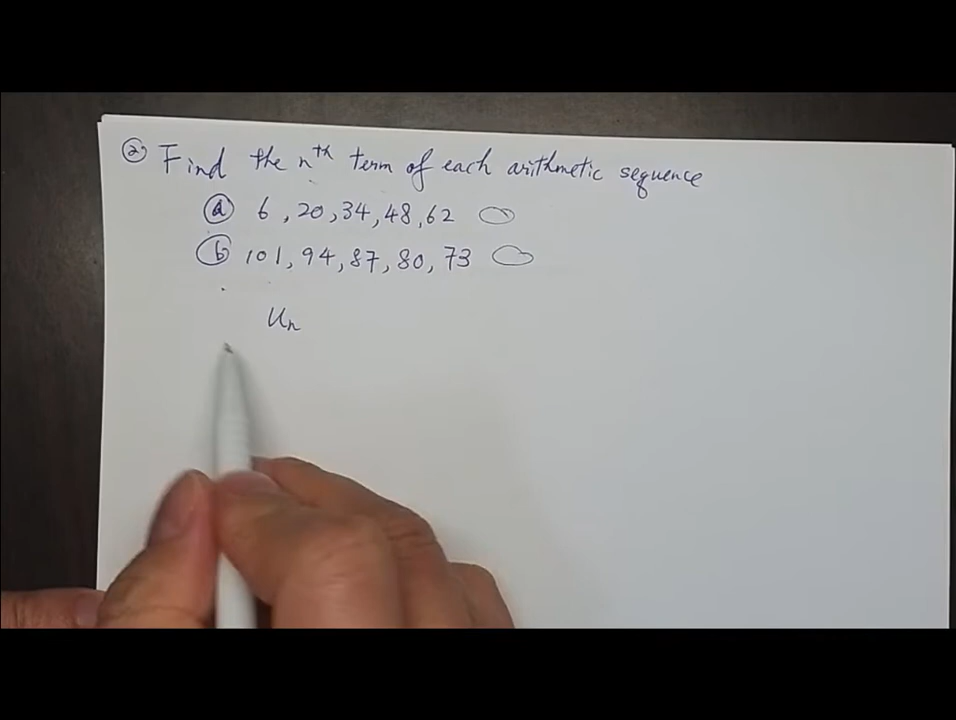 ② Find the nᵗʰ term of each arithmetic sequence
ⓐ 6, 20, 34, 48, 62
ⓑ 101, 94, 87, 80, 73
Uₙ